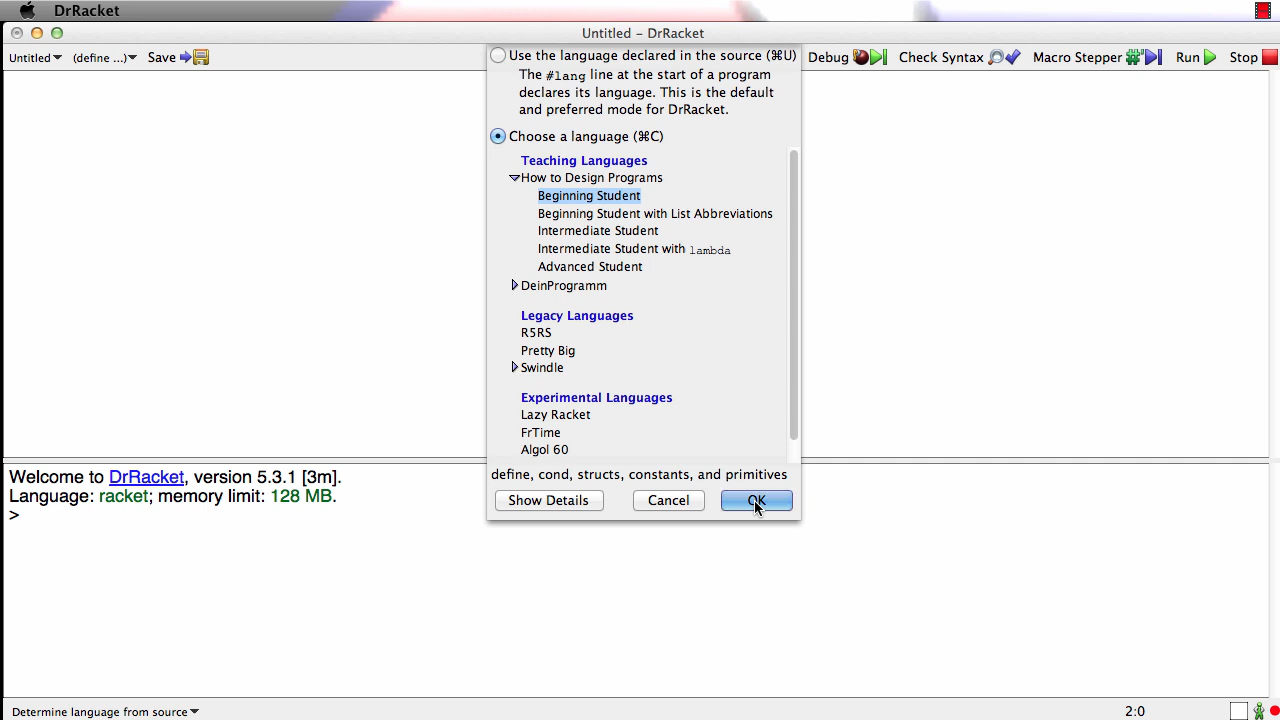 DrRacket
Untitled – DrRacket
Untitled (define ...) Save Debug Check Syntax Macro Stepper Run Stop
Use the language declared in the source (⌘U)
The #lang line at the start of a program
declares its language. This is the default
and preferred mode for DrRacket.
Choose a language (⌘C)
Teaching Languages
How to Design Programs
Beginning Student
Beginning Student with List Abbreviations
Intermediate Student
Intermediate Student with lambda
Advanced Student
DeinProgramm
Legacy Languages
R5RS
Pretty Big
Swindle
Experimental Languages
Lazy Racket
FrTime
Algol 60
define, cond, structs, constants, and primitives
Show Details Cancel OK
Welcome to DrRacket, version 5.3.1 [3m].
Language: racket; memory limit: 128 MB.
>
Determine language from source 2:0